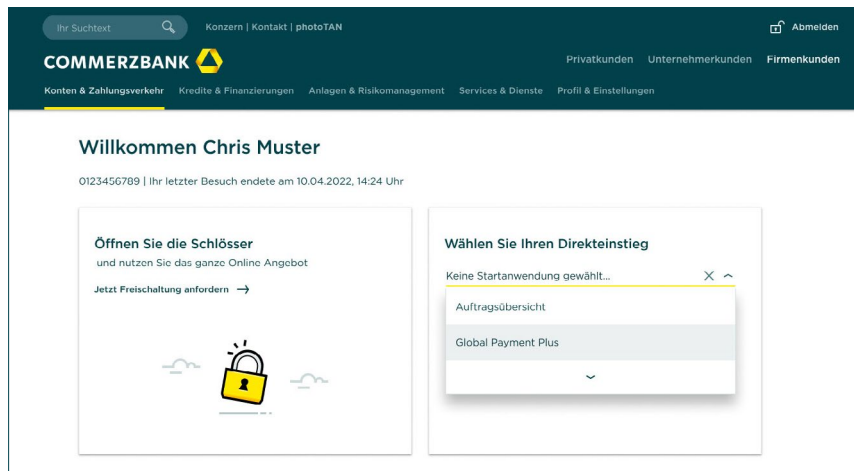 Ihr Suchtext
Konzern | Kontakt | photoTAN
Abmelden
COMMERZBANK
Privatkunden Unternehmerkunden Firmenkunden
Konten & Zahlungsverkehr Kredite & Finanzierungen Anlagen & Risikomanagement Services & Dienste Profil & Einstellungen
Willkommen Chris Muster
0123456789 | Ihr letzter Besuch endete am 10.04.2022, 14:24 Uhr
Öffnen Sie die Schlösser
und nutzen Sie das ganze Online Angebot
Jetzt Freischaltung anfordern
Wählen Sie Ihren Direkteinstieg
Keine Startanwendung gewählt...
Auftragsübersicht
Global Payment Plus
1